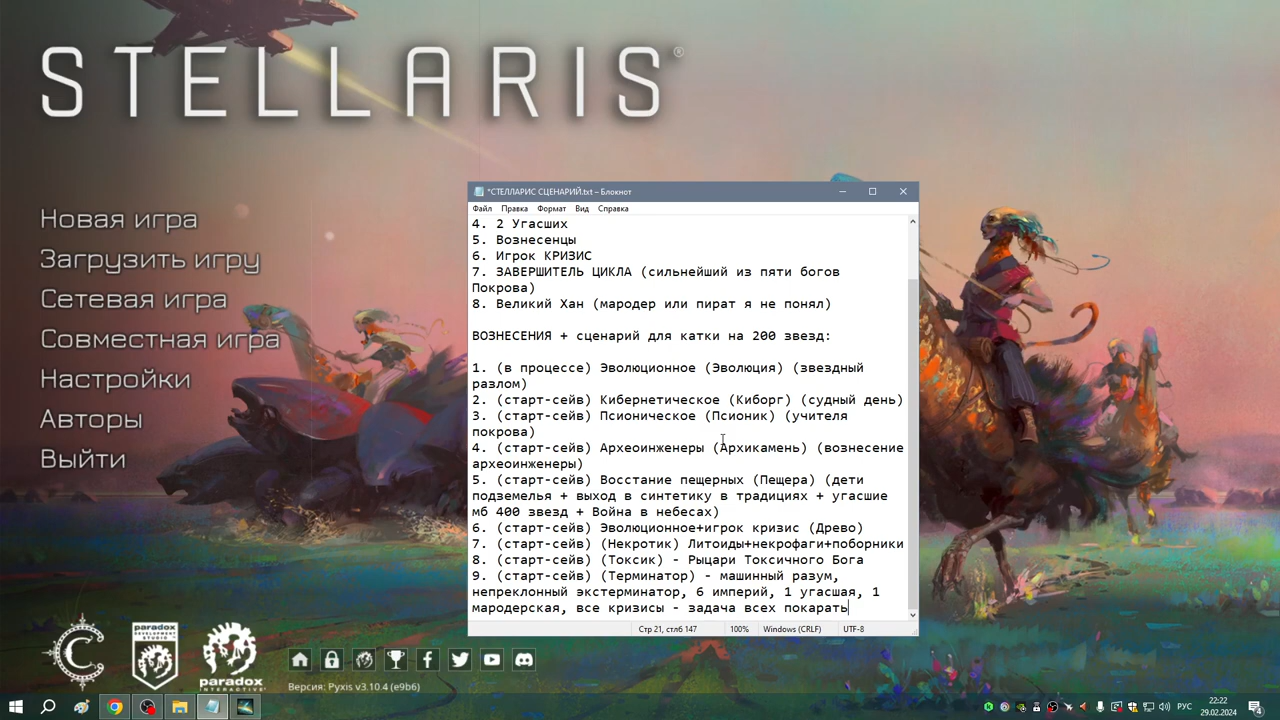 STELLARIS®
Новая игра
Загрузить игру
Сетевая игра
Совместная игра
Настройки
Авторы
Выйти
*СТЕЛЛАРИС СЦЕНАРИЙ.txt – Блокнот
Файл Правка Формат Вид Справка
4. 2 Угасших
5. Вознесенцы
6. Игрок КРИЗИС
7. ЗАВЕРШИТЕЛЬ ЦИКЛА (сильнейший из пяти богов
Покрова)
8. Великий Хан (мародер или пират я не понял)
ВОЗНЕСЕНИЯ + сценарий для катки на 200 звезд:
1. (в процессе) Эволюционное (Эволюция) (звездный
разлом)
2. (старт-сейв) Кибернетическое (Киборг) (судный день)
3. (старт-сейв) Псионическое (Псионик) (учителя
покрова)
4. (старт-сейв) Археоинженеры (Архикамень) (вознесение
археоинженеры)
5. (старт-сейв) Восстание пещерных (Пещера) (дети
подземелья + выход в синтетику в традициях + угасшие
мб 400 звезд + Война в небесах)
6. (старт-сейв) Эволюционное+игрок кризис (Древо)
7. (старт-сейв) (Некротик) Литоиды+некрофаги+поборники
8. (старт-сейв) (Токсик) - Рыцари Токсичного Бога
9. (старт-сейв) (Терминатор) - машинный разум,
непреклонный экстерминатор, 6 империй, 1 угасшая, 1
мародерская, все кризисы - задача всех покарать
Стр 21, стлб 147 100% Windows (CRLF) UTF-8
paradox
DEVELOPMENT
STUDIO
paradox
INTERACTIVE
Версия: Pyxis v3.10.4 (e9b6)
РУС
22:22
29.02.2024
4